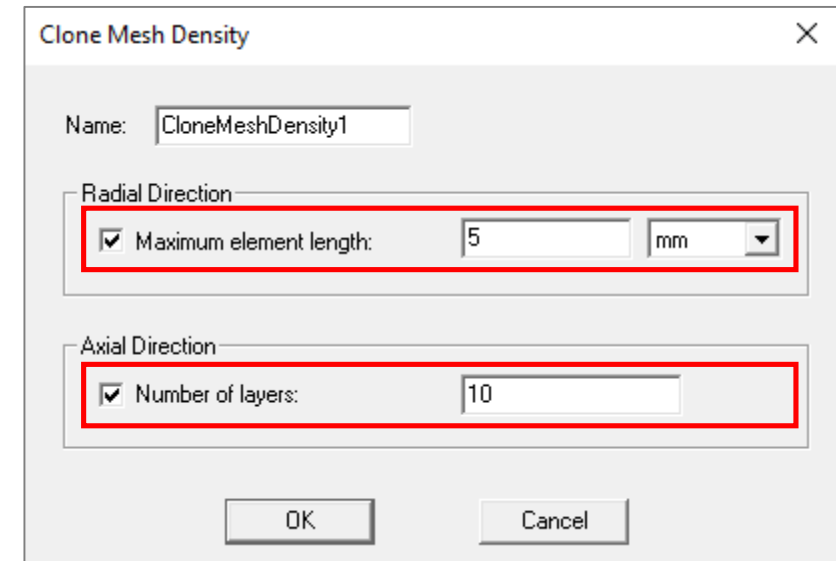 Clone Mesh Density
Name: CloneMeshDensity1
Radial Direction
Maximum element length: 5 mm
Axial Direction
Number of layers: 10
OK Cancel